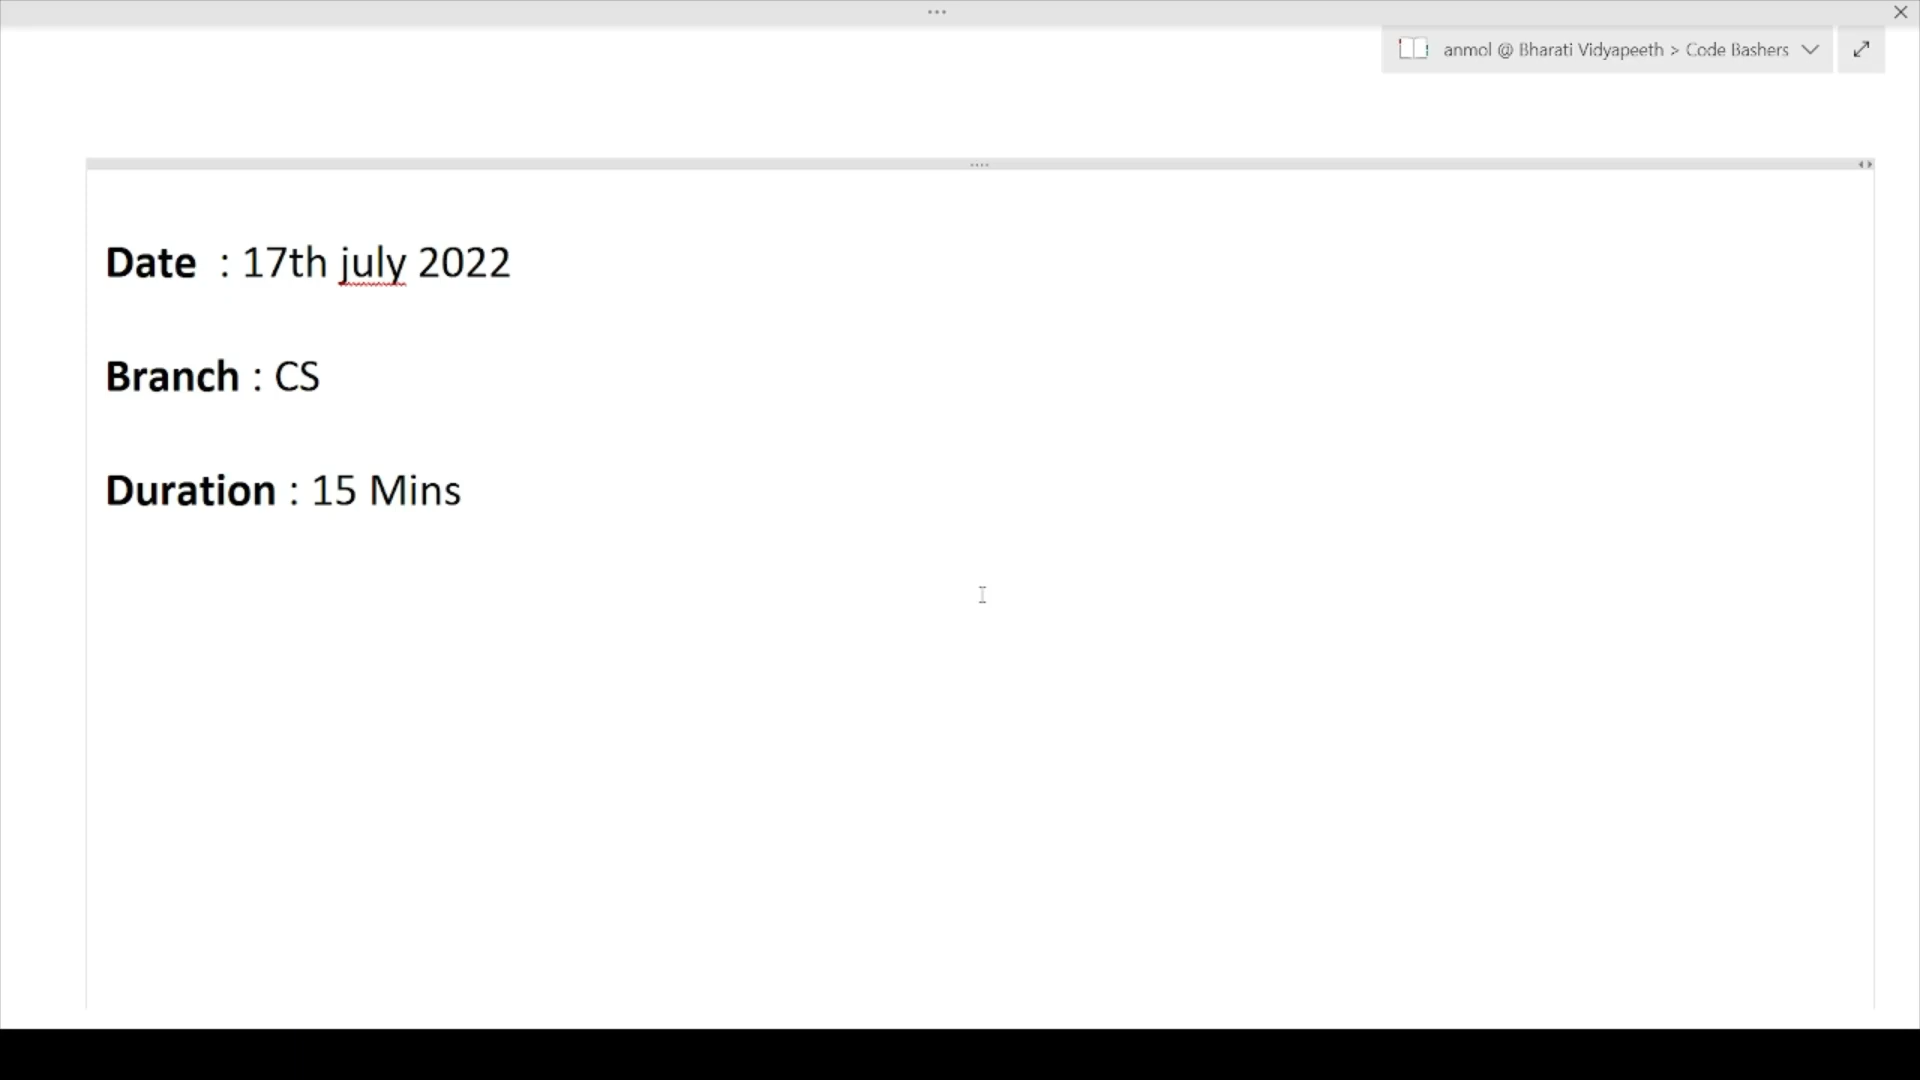 anmol @ Bharati Vidyapeeth > Code Bashers
Date : 17th july 2022
Branch : CS
Duration : 15 Mins